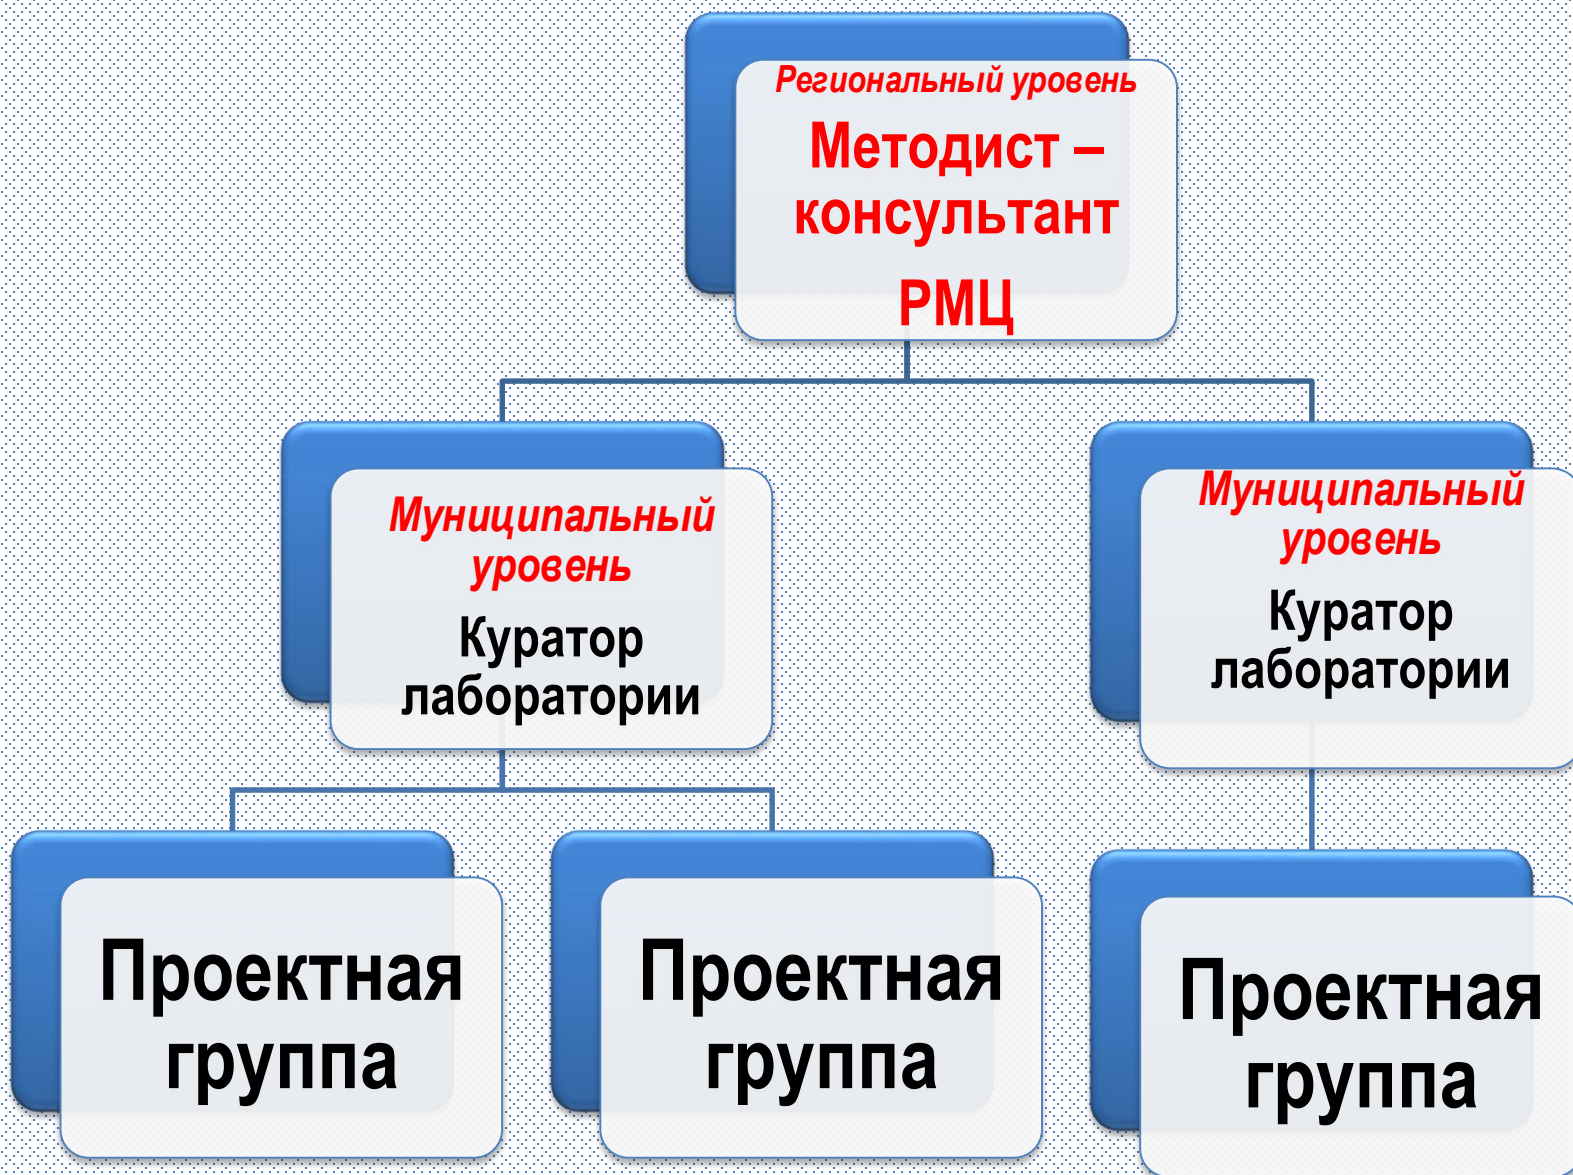 Региональный уровень
Методист –
консультант
РМЦ
Муниципальный
уровень
Куратор
лаборатории
Муниципальный
уровень
Куратор
лаборатории
Проектная
группа
Проектная
группа
Проектная
группа